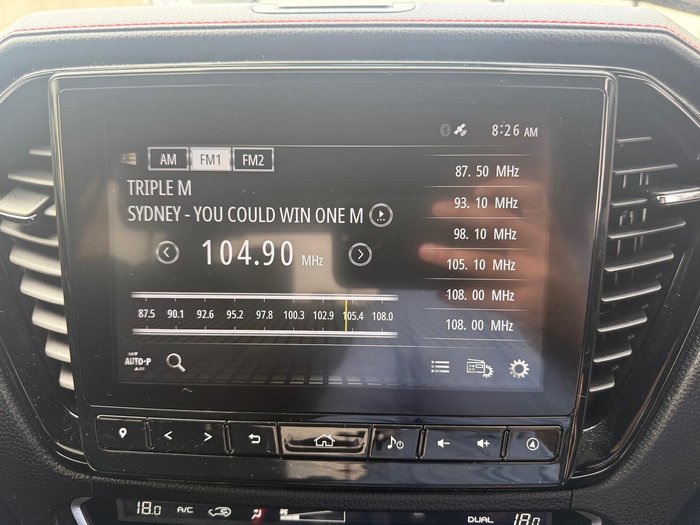 8:26 AM
AM FM1 FM2
TRIPLE M
SYDNEY - YOU COULD WIN ONE M
104.90 MHz
87.5 90.1 92.6 95.2 97.8 100.3 102.9 105.4 108.0
AUTO-P
87.50 MHz
93.10 MHz
98.10 MHz
105.10 MHz
108.00 MHz
108.00 MHz
18.0 A/C DUAL 18.0